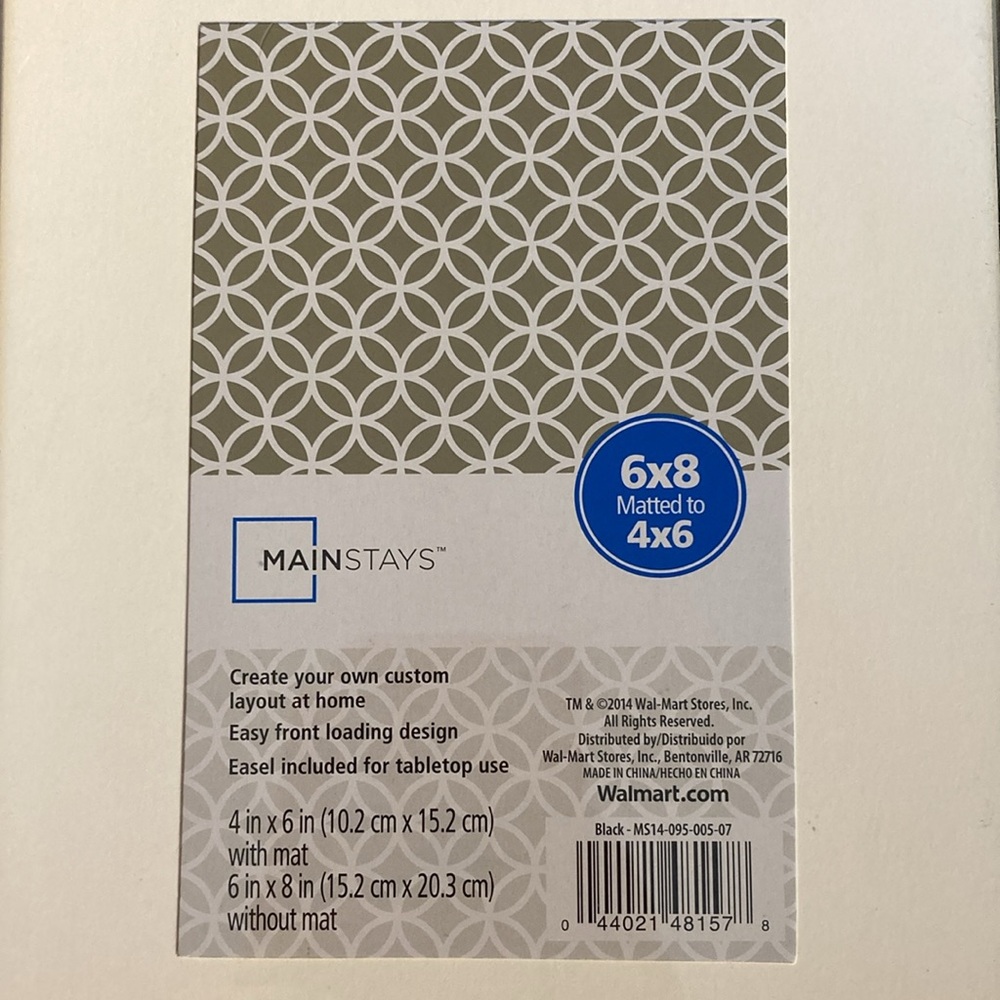 6x8
Matted to
4x6
MAINSTAYS™
Create your own custom
layout at home
Easy front loading design
Easel included for tabletop use
4 in x 6 in (10.2 cm x 15.2 cm)
with mat
6 in x 8 in (15.2 cm x 20.3 cm)
without mat
TM & ©2014 Wal-Mart Stores, Inc.
All Rights Reserved.
Distributed by/Distribuido por
Wal-Mart Stores, Inc., Bentonville, AR 72716
MADE IN CHINA/HECHO EN CHINA
Walmart.com
Black - MS14-095-005-07
0 44021 48157 8